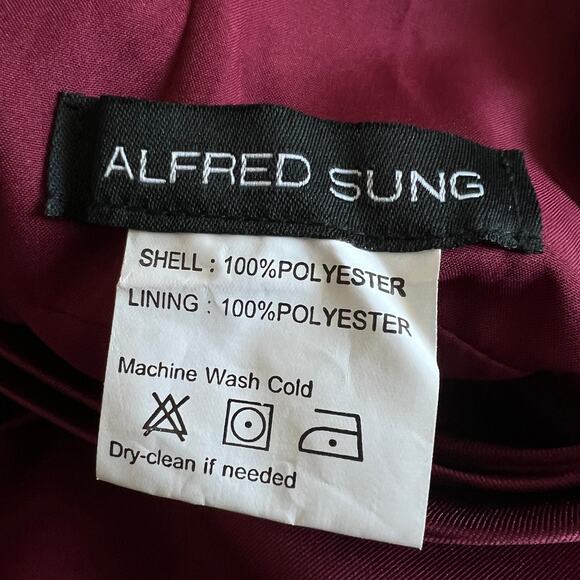 ALFRED SUNG
SHELL : 100%POLYESTER
LINING : 100%POLYESTER
Machine Wash Cold
Dry-clean if needed